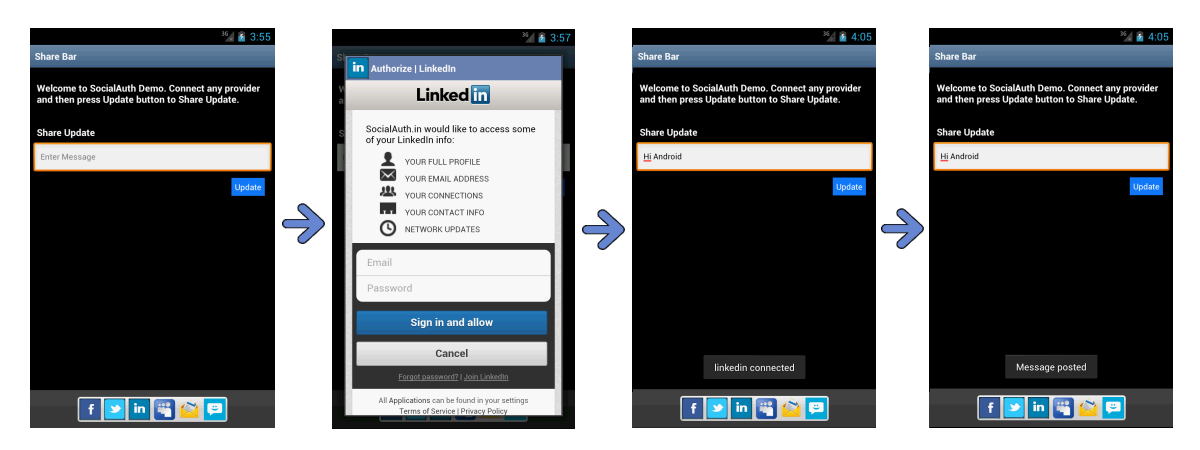 3G 3:55
Share Bar
Welcome to SocialAuth Demo. Connect any provider
and then press Update button to Share Update.
Share Update
Enter Message
Update
f in
3G 3:57
in Authorize | LinkedIn
Linked in
SocialAuth.in would like to access some
of your LinkedIn info:
YOUR FULL PROFILE
YOUR EMAIL ADDRESS
YOUR CONNECTIONS
YOUR CONTACT INFO
NETWORK UPDATES
Email
Password
Sign in and allow
Cancel
Forgot password? | Join LinkedIn
All Applications can be found in your settings
Terms of Service | Privacy Policy
3G 4:05
Share Bar
Welcome to SocialAuth Demo. Connect any provider
and then press Update button to Share Update.
Share Update
Hi Android
Update
linkedin connected
f in
3G 4:05
Share Bar
Welcome to SocialAuth Demo. Connect any provider
and then press Update button to Share Update.
Share Update
Hi Android
Update
Message posted
f in